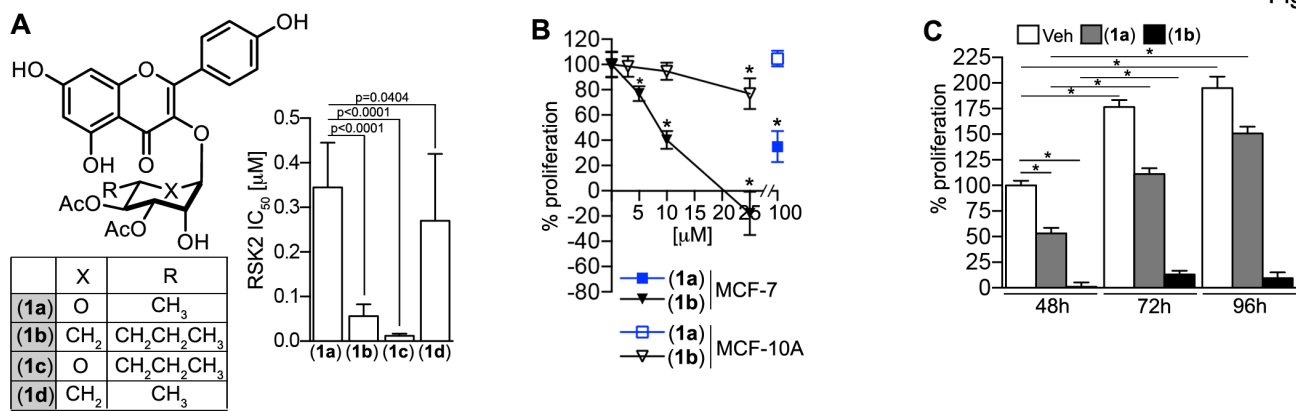 Fig
A
OH
HO
O
O
OH
O
R
X
AcO
AcO
OH
X
R
(1a)
O
CH3
(1b)
CH2
CH2CH2CH3
(1c)
O
CH2CH2CH3
(1d)
CH2
CH3
RSK2 IC50 [µM]
p=0.0404
p<0.0001
p<0.0001
0.5
0.4
0.3
0.2
0.1
0.0
(1a)
(1b)
(1c)
(1d)
B
% proliferation
120
100
80
60
40
20
0
-20
-40
-60
-80
*
*
*
*
*
5
10
15
20
25
100
[µM]
(1a)
(1b)
MCF-7
(1a)
(1b)
MCF-10A
C
Veh
(1a)
(1b)
% proliferation
225
200
175
150
125
100
75
50
25
0
*
*
*
*
*
*
*
48h
72h
96h